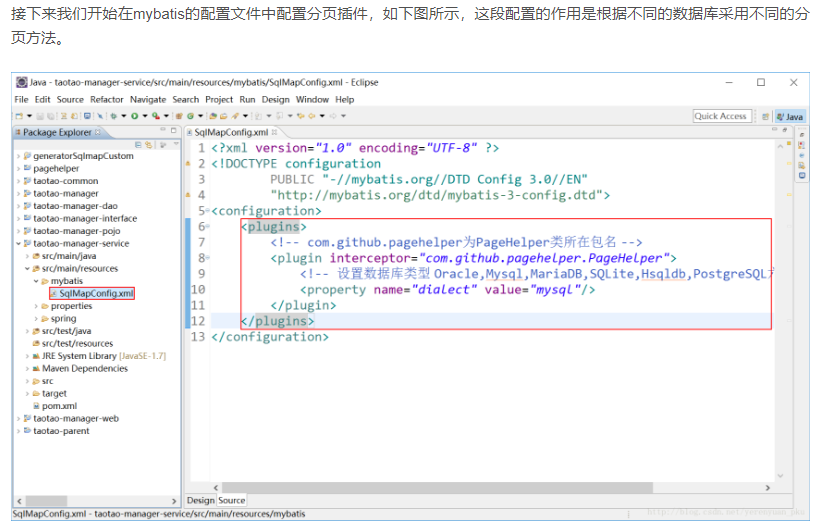 接下来我们开始在mybatis的配置文件中配置分页插件，如下图所示，这段配置的作用是根据不同的数据库采用不同的分
页方法。
Java - taotao-manager-service/src/main/resources/mybatis/SqlMapConfig.xml - Eclipse
File Edit Source Refactor Navigate Search Project Run Design Window Help
Quick Access
Java
Package Explorer
SqlMapConfig.xml
generatorSqlmapCustom
pagehelper
taotao-common
taotao-manager
taotao-manager-dao
taotao-manager-interface
taotao-manager-pojo
taotao-manager-service
src/main/java
src/main/resources
mybatis
SqlMapConfig.xml
properties
spring
src/test/java
src/test/resources
JRE System Library [JavaSE-1.7]
Maven Dependencies
src
target
pom.xml
taotao-manager-web
taotao-parent
1 <?xml version="1.0" encoding="UTF-8" ?>
2 <!DOCTYPE configuration
3 PUBLIC "-//mybatis.org//DTD Config 3.0//EN"
4 "http://mybatis.org/dtd/mybatis-3-config.dtd">
5 <configuration>
6 <plugins>
7 <!-- com.github.pagehelper为PageHelper类所在包名 -->
8 <plugin interceptor="com.github.pagehelper.PageHelper">
9 <!-- 设置数据库类型 Oracle,Mysql,MariaDB,SQLite,Hsqldb,PostgreSQL
10 <property name="dialect" value="mysql"/>
11 </plugin>
12 </plugins>
13 </configuration>
Design Source
SqlMapConfig.xml - taotao-manager-service/src/main/resources/mybatis